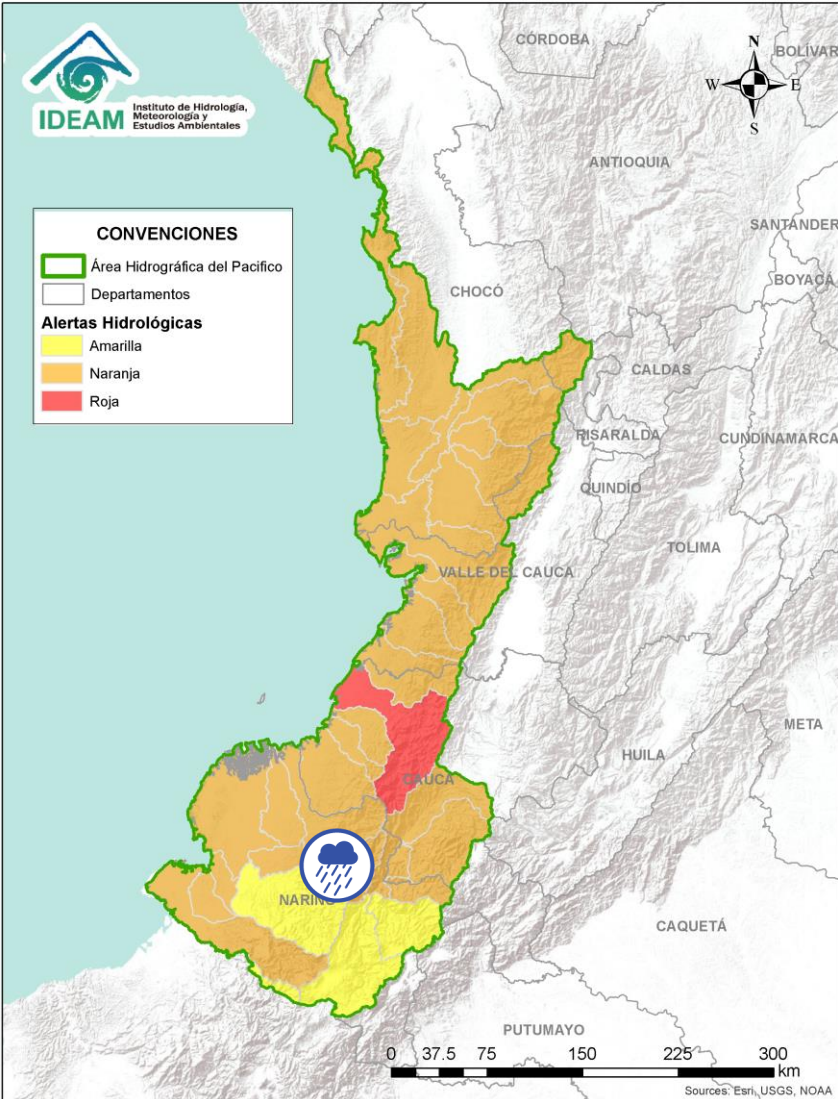 IDEAM
Instituto de Hidrología,
Meteorología y
Estudios Ambientales
N
W
E
S
CÓRDOBA
BOLÍVAR
ANTIOQUIA
SANTANDER
BOYACÁ
CHOCÓ
CONVENCIONES
Área Hidrográfica del Pacifico
Departamentos
Alertas Hidrológicas
Amarilla
Naranja
Roja
CALDAS
RISARALDA
CUNDINAMARCA
QUINDÍO
TOLIMA
VALLE DEL CAUCA
META
HUILA
CAUCA
NARIÑO
CAQUETÁ
PUTUMAYO
0 37.5 75 150 225 300
km
Sources: Esri, USGS, NOAA